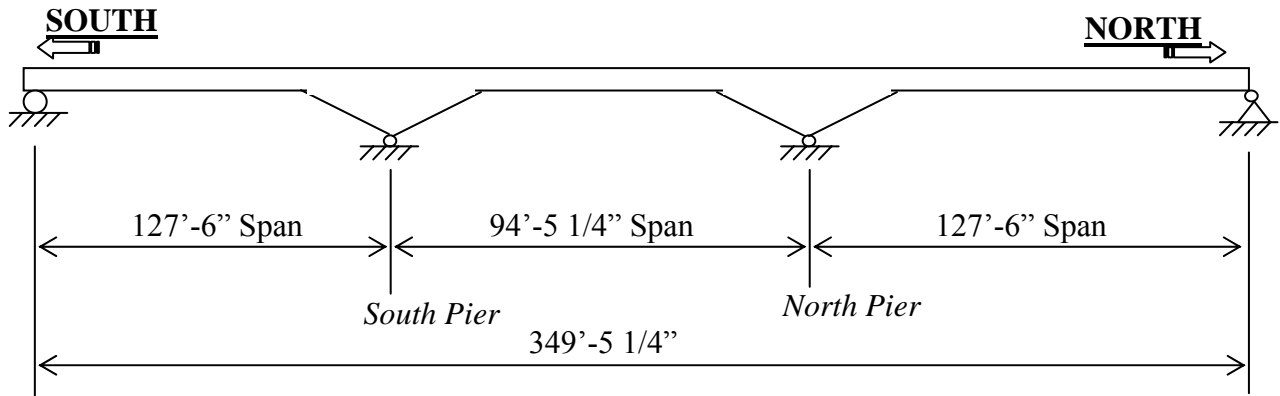 SOUTH
NORTH
127’-6” Span
94’-5 1/4” Span
127’-6” Span
South Pier
North Pier
349’-5 1/4”